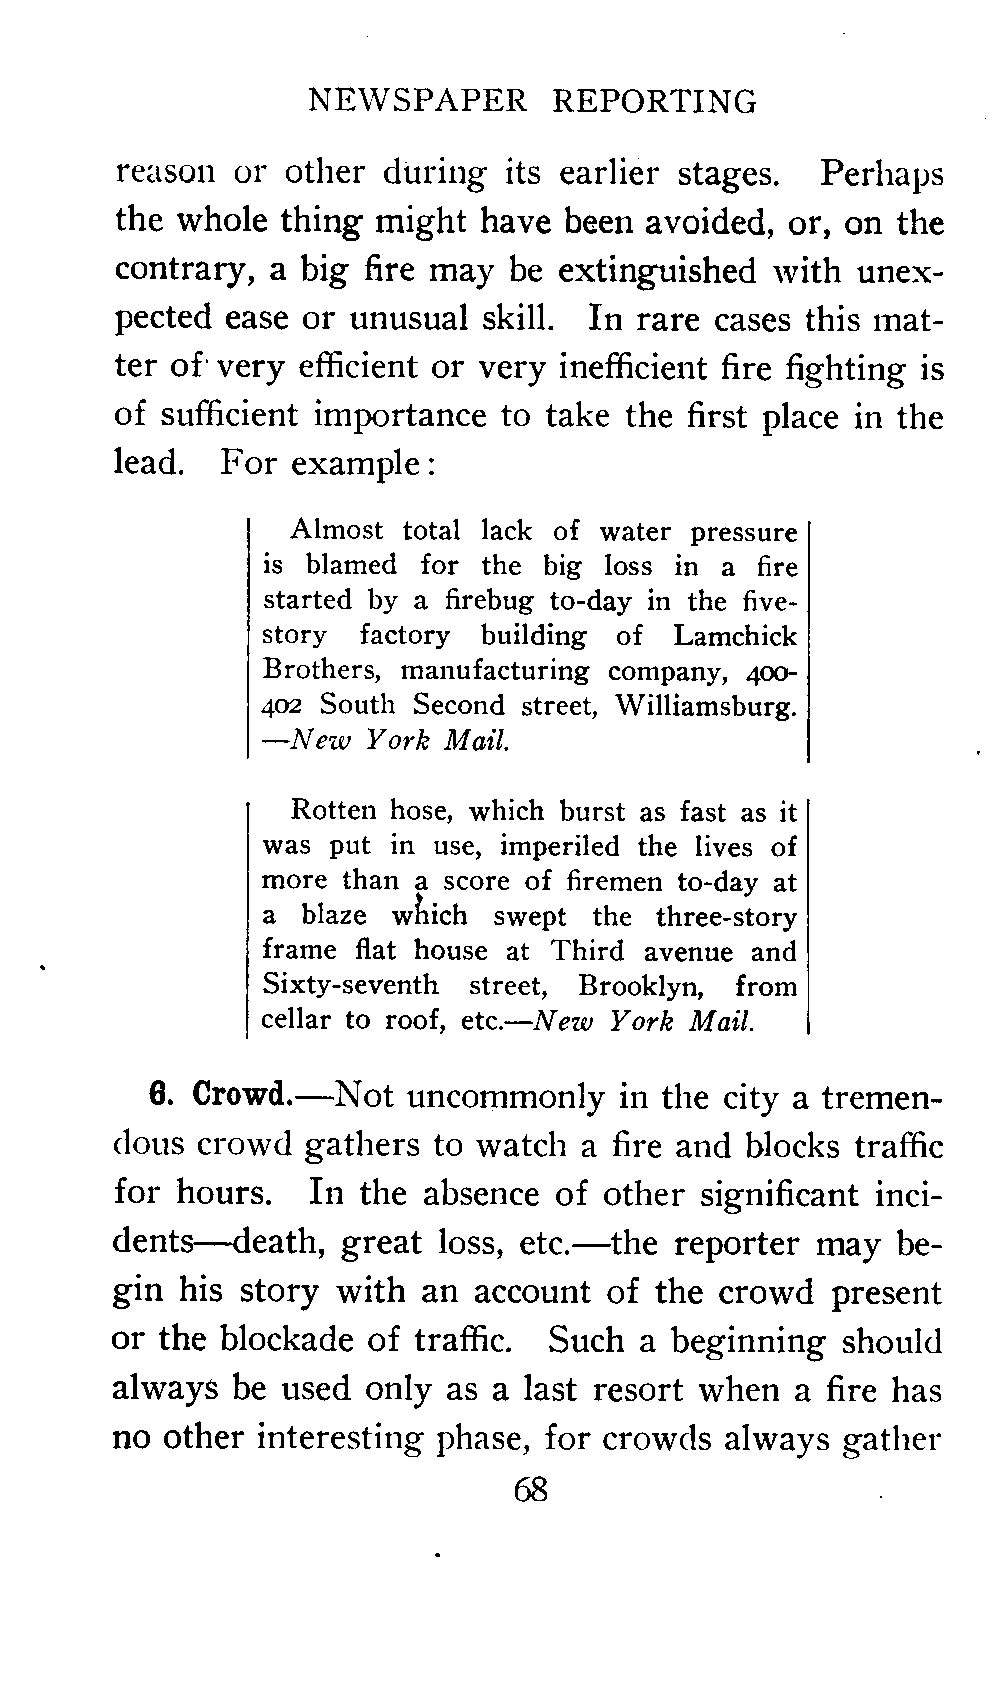 NEWSPAPER REPORTING
reason or other during its earlier stages. Perhaps
the whole thing might have been avoided, or, on the
contrary, a big fire may be extinguished with unex-
pected ease or unusual skill. In rare cases this mat-
ter of very efficient or very inefficient fire fighting is
of sufficient importance to take the first place in the
lead. For example:
Almost total lack of water pressure
is blamed for the big loss in a fire
started by a firebug to-day in the five-
story factory building of Lamchick
Brothers, manufacturing company, 400-
402 South Second street, Williamsburg.
—New York Mail.
Rotten hose, which burst as fast as it
was put in use, imperiled the lives of
more than a score of firemen to-day at
a blaze which swept the three-story
frame flat house at Third avenue and
Sixty-seventh street, Brooklyn, from
cellar to roof, etc.—New York Mail.
6. Crowd.—Not uncommonly in the city a tremen-
dous crowd gathers to watch a fire and blocks traffic
for hours. In the absence of other significant inci-
dents—death, great loss, etc.—the reporter may be-
gin his story with an account of the crowd present
or the blockade of traffic. Such a beginning should
always be used only as a last resort when a fire has
no other interesting phase, for crowds always gather
68